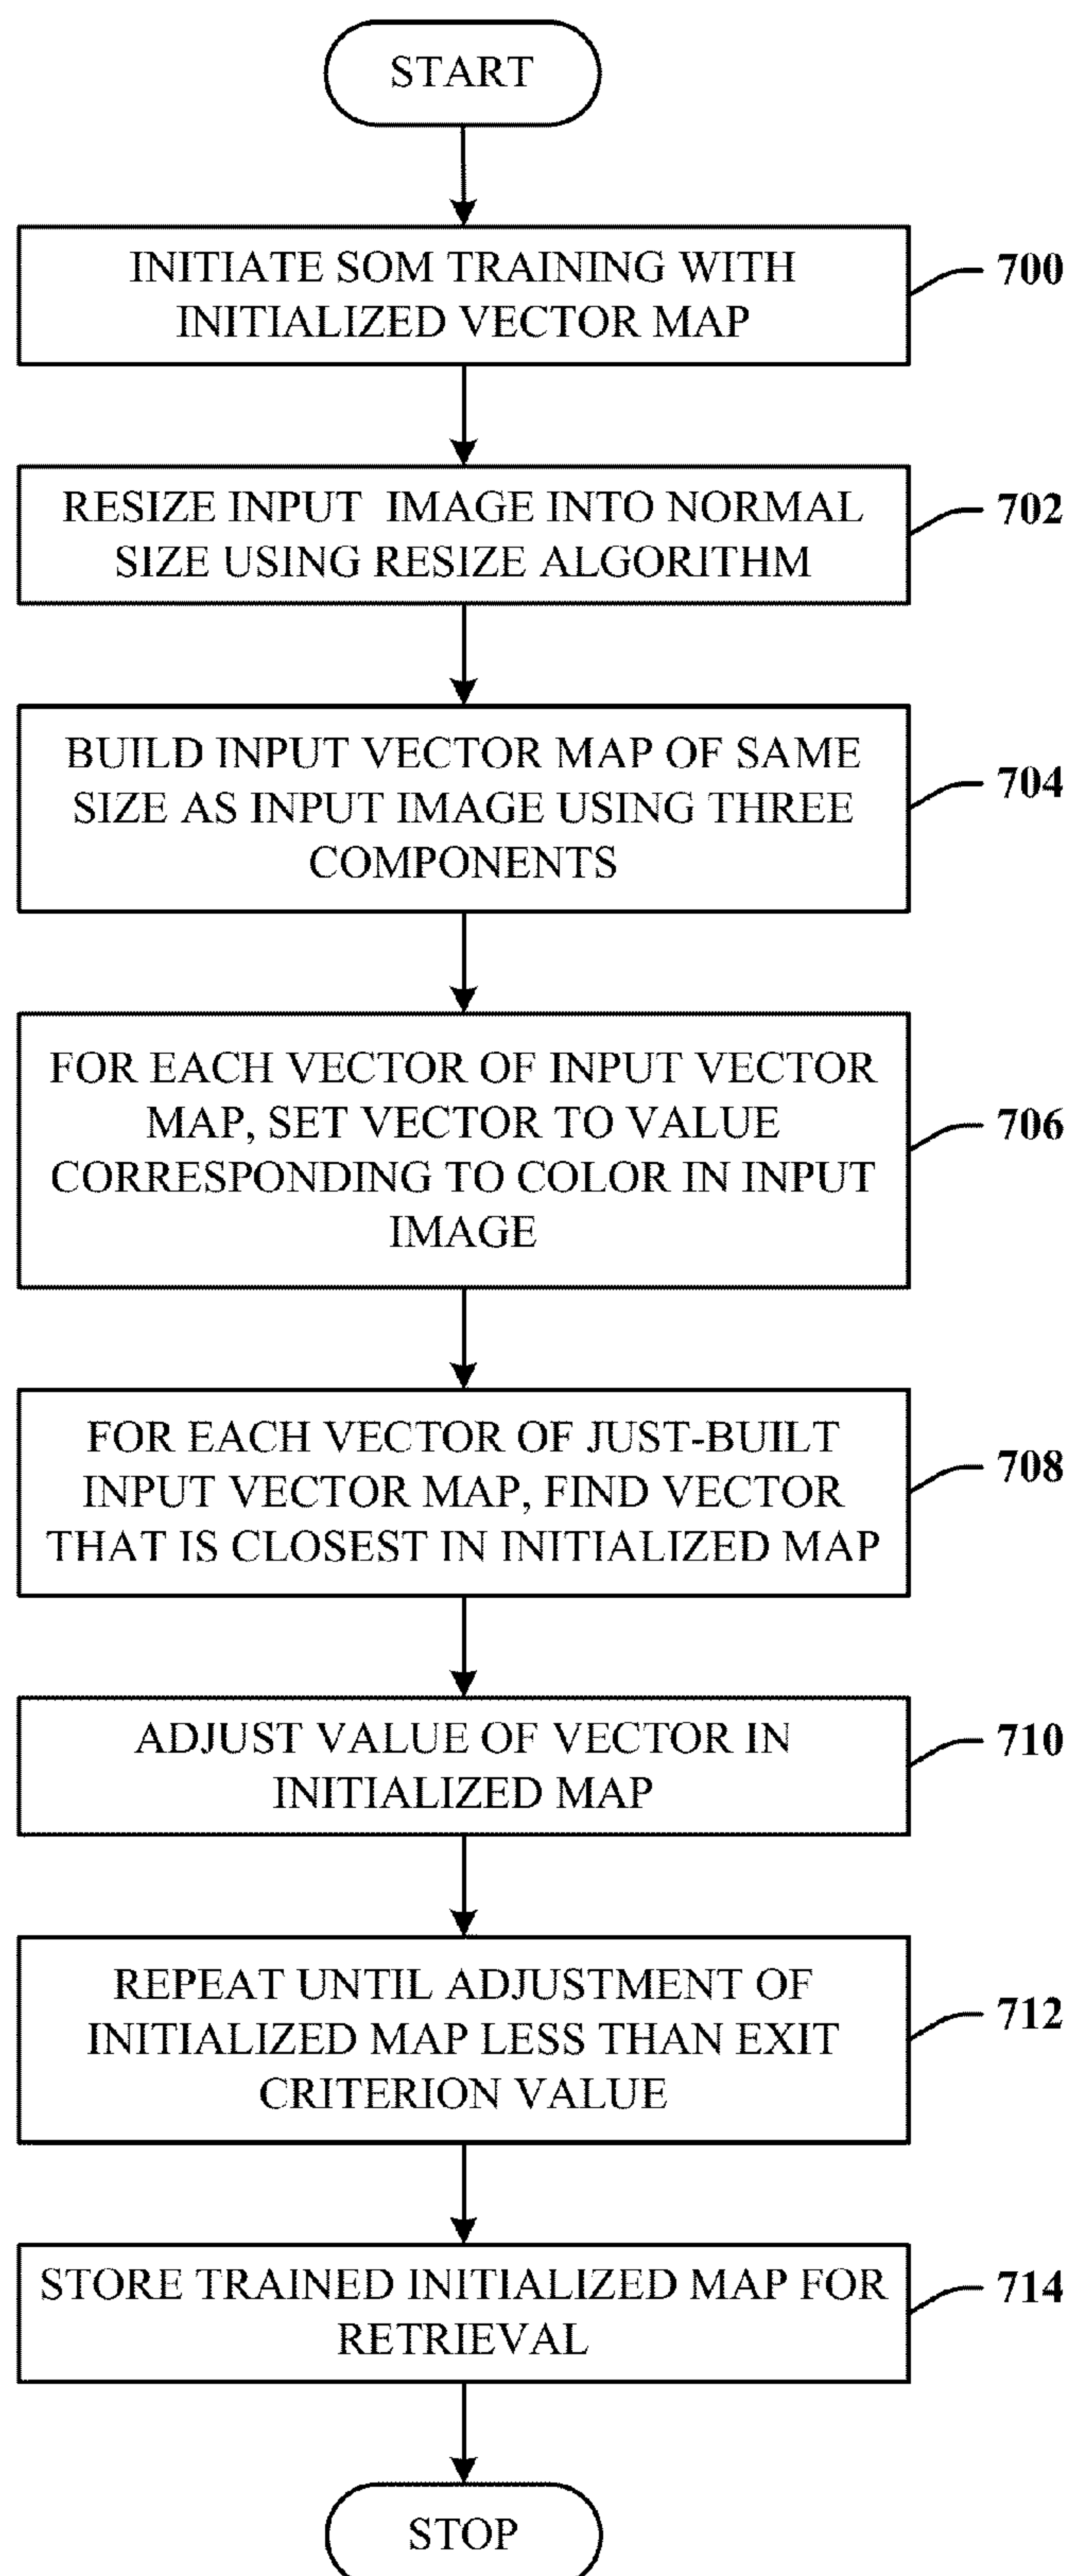 START
INITIATE SOM TRAINING WITH
INITIALIZED VECTOR MAP
700
RESIZE INPUT IMAGE INTO NORMAL
SIZE USING RESIZE ALGORITHM
702
BUILD INPUT VECTOR MAP OF SAME
SIZE AS INPUT IMAGE USING THREE
COMPONENTS
704
FOR EACH VECTOR OF INPUT VECTOR
MAP, SET VECTOR TO VALUE
CORRESPONDING TO COLOR IN INPUT
IMAGE
706
FOR EACH VECTOR OF JUST-BUILT
INPUT VECTOR MAP, FIND VECTOR
THAT IS CLOSEST IN INITIALIZED MAP
708
ADJUST VALUE OF VECTOR IN
INITIALIZED MAP
710
REPEAT UNTIL ADJUSTMENT OF
INITIALIZED MAP LESS THAN EXIT
CRITERION VALUE
712
STORE TRAINED INITIALIZED MAP FOR
RETRIEVAL
714
STOP